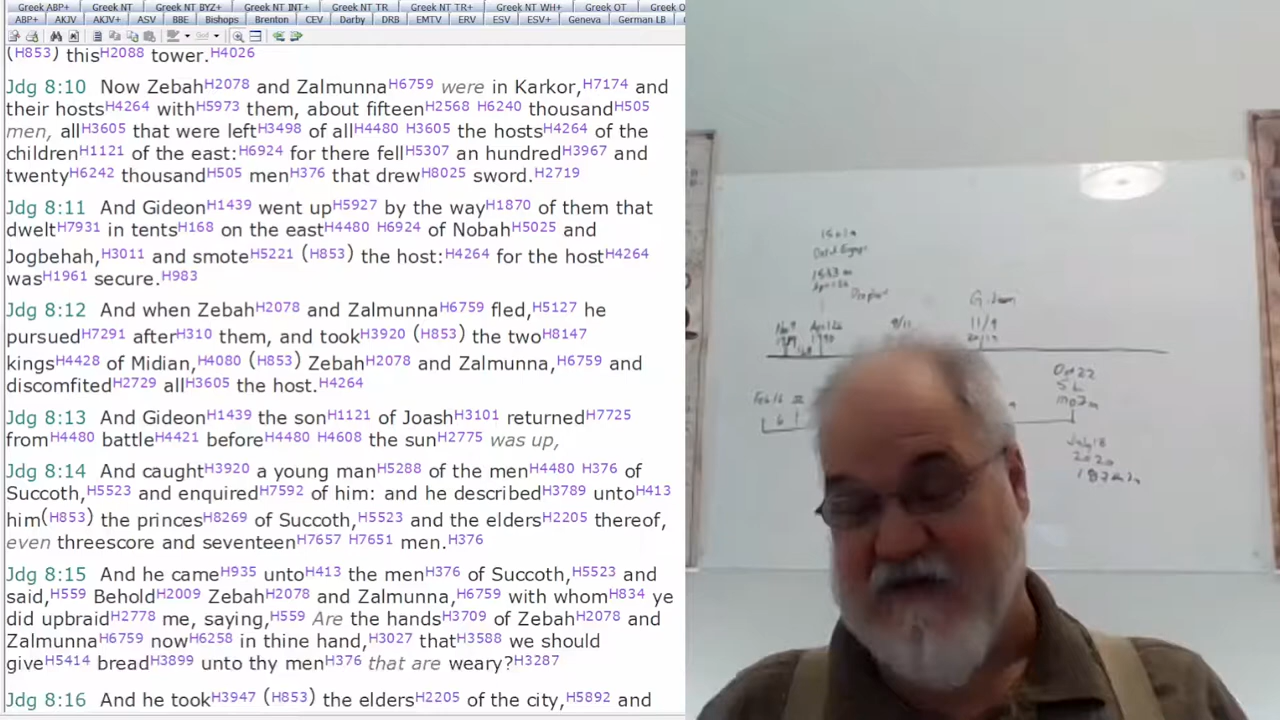 Greek ABP+ Greek NT Greek NT BYZ+ Greek NT INT+ Greek NT TR Greek NT TR+ Greek NT WH+ Greek OT Greek O
ABP+ AKJV AKJV+ ASV BBE Bishops Brenton CEV Darby DRB EMTV ERV ESV ESV+ Geneva German LB G
(H853) thisH2088 tower.H4026
Jdg 8:10 Now ZebahH2078 and ZalmunnaH6759 were in Karkor,H7174 and
their hostsH4264 withH5973 them, about fifteenH2568 H6240 thousandH505
men, allH3605 that were leftH3498 of allH4480 H3605 the hostsH4264 of the
childrenH1121 of the east:H6924 for there fellH5307 an hundredH3967 and
twentyH6242 thousandH505 menH376 that drewH8025 sword.H2719
Jdg 8:11 And GideonH1439 went upH5927 by the wayH1870 of them that
dweltH7931 in tentsH168 on the eastH4480 H6924 of NobahH5025 and
Jogbehah,H3011 and smoteH5221 (H853) the host:H4264 for the hostH4264
wasH1961 secure.H983
Jdg 8:12 And when ZebahH2078 and ZalmunnaH6759 fled,H5127 he
pursuedH7291 afterH310 them, and tookH3920 (H853) the twoH8147
kingsH4428 of Midian,H4080 (H853) ZebahH2078 and Zalmunna,H6759 and
discomfitedH2729 allH3605 the host.H4264
Jdg 8:13 And GideonH1439 the sonH1121 of JoashH3101 returnedH7725
fromH4480 battleH4421 beforeH4480 H4608 the sunH2775 was up,
Jdg 8:14 And caughtH3920 a young manH5288 of the menH4480 H376 of
Succoth,H5523 and enquiredH7592 of him: and he describedH3789 untoH413
him(H853) the princesH8269 of Succoth,H5523 and the eldersH2205 thereof,
even threescore and seventeenH7657 H7651 men.H376
Jdg 8:15 And he cameH935 untoH413 the menH376 of Succoth,H5523 and
said,H559 BeholdH2009 ZebahH2078 and Zalmunna,H6759 with whomH834 ye
did upbraidH2778 me, saying,H559 Are the handsH3709 of ZebahH2078 and
ZalmunnaH6759 nowH6258 in thine hand,H3027 thatH3588 we should
giveH5414 breadH3899 unto thy menH376 that are weary?H3287
Jdg 8:16 And he tookH3947 (H853) the eldersH2205 of the city,H5892 and
11/9
9/11
Oct 22
SL
July 18
2020